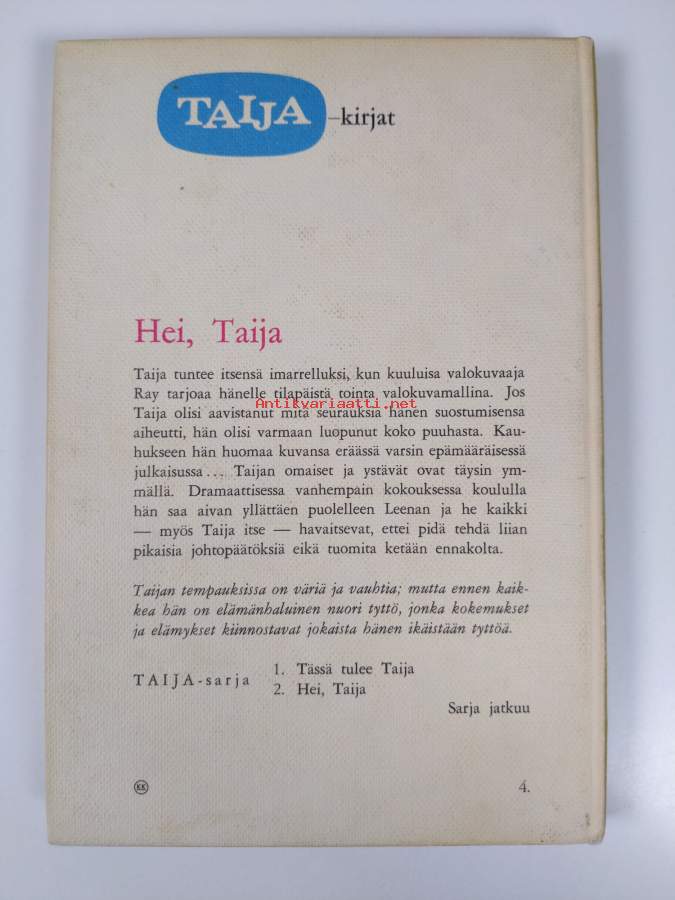 TAIJA –kirjat
Hei, Taija
Taija tuntee itsensä imarrelluksi, kun kuuluisa valokuvaaja
Ray tarjoaa hänelle tilapäistä tointa valokuvamallina. Jos
Antikvariaatti.net
Taija olisi aavistanut mitä seurauksia hänen suostumisensa
aiheutti, hän olisi varmaan luopunut koko puuhasta. Kau-
hukseen hän huomaa kuvansa eräässä varsin epämääräisessä
julkaisussa... Taijan omaiset ja ystävät ovat täysin ym-
mällä. Dramaattisessa vanhempain kokouksessa koululla
hän saa aivan yllättäen puolelleen Leenan ja he kaikki
— myös Taija itse — havaitsevat, ettei pidä tehdä liian
pikaisia johtopäätöksiä eikä tuomita ketään ennakolta.
Taijan tempauksissa on väriä ja vauhtia; mutta ennen kaik-
kea hän on elämänhaluinen nuori tyttö, jonka kokemukset
ja elämykset kiinnostavat jokaista hänen ikäistään tyttöä.
TAIJA-sarja
1. Tässä tulee Taija
2. Hei, Taija
Sarja jatkuu
KK
4.